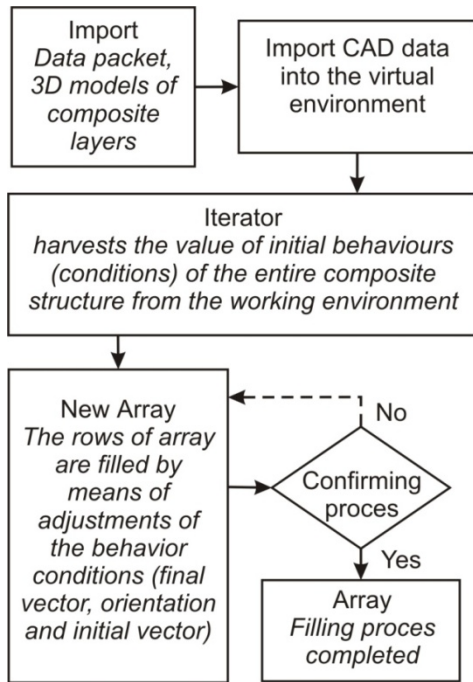 Import
Data packet,
3D models of
composite
layers
Import CAD data
into the virtual
environment
Iterator
harvests the value of initial behaviours
(conditions) of the entire composite
structure from the working environment
New Array
The rows of array
are filled by
means of
adjustments of
the behavior
conditions (final
vector, orientation
and initial vector)
No
Confirming
proces
Yes
Array
Filling proces
completed